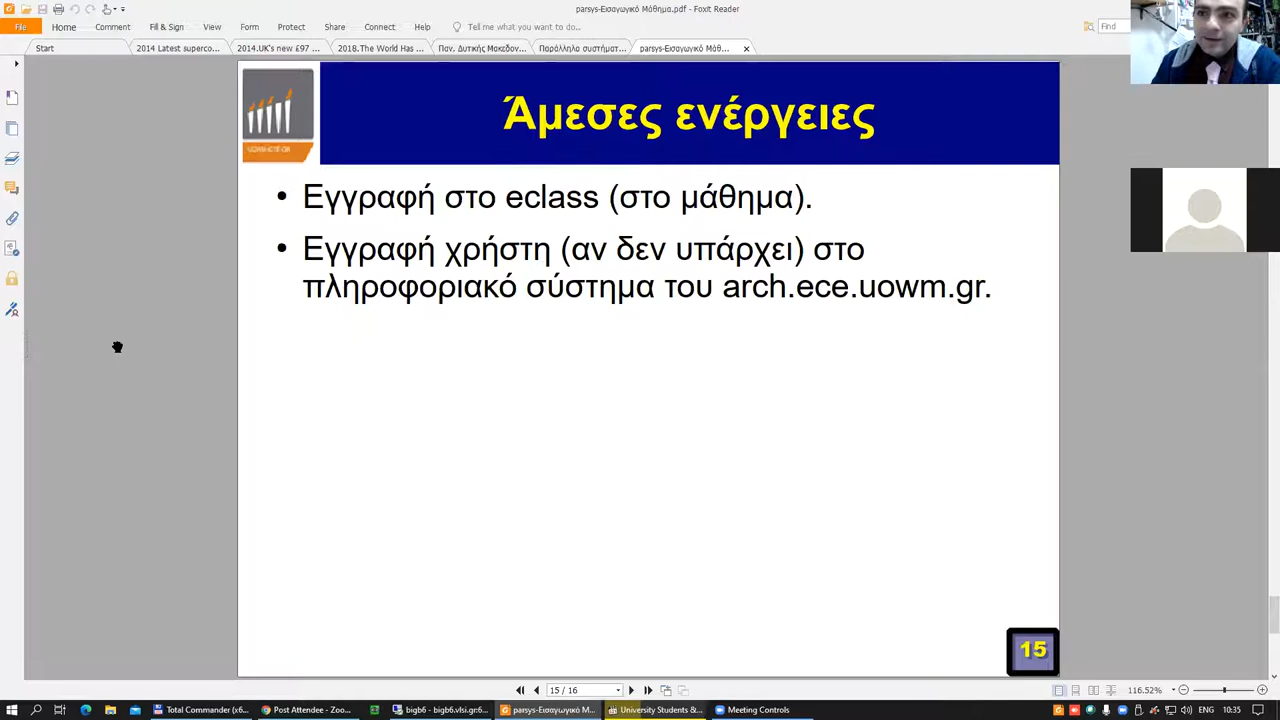 parsys-Εισαγωγικό Μάθημα.pdf - Foxit Reader
File Home Comment Fill & Sign View Form Protect Share Connect Help Tell me what you want to do... Find
Start 2014 Latest superco... 2014.UK's new £97 ... 2018.The World Has ... Παν. Δυτικής Μακεδον... Παράλληλα συστήματ... parsys-Εισαγωγικό Μάθ...
Άμεσες ενέργειες
• Εγγραφή στο eclass (στο μάθημα).
• Εγγραφή χρήστη (αν δεν υπάρχει) στο
πληροφοριακό σύστημα του arch.ece.uowm.gr.
15
15 / 16 116.52%
Total Commander (x6... Post Attendee - Zoo... bigb6 - bigb6.vlsi.gr:6... parsys-Εισαγωγικό Μ... University Students &... Meeting Controls ENG 10:35